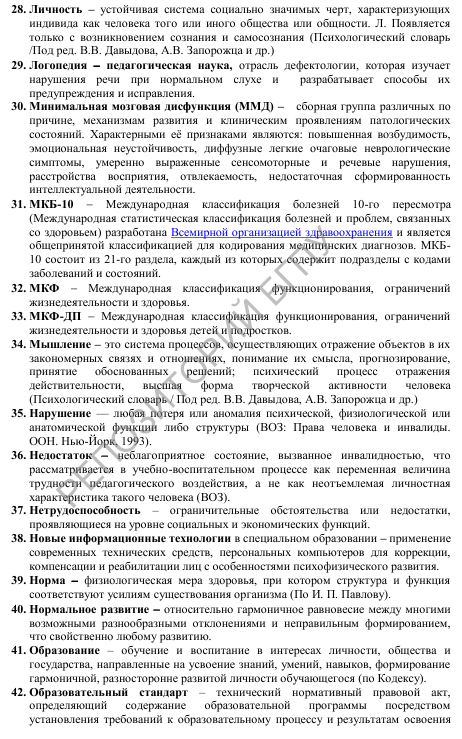 28. Личность – устойчивая система социально значимых черт, характеризующих
индивида как человека того или иного общества или общности. Л. Появляется
только с возникновением сознания и самосознания (Психологический словарь
/Под ред. В.В. Давыдова, А.В. Запорожца и др.)
29. Логопедия – педагогическая наука, отрасль дефектологии, которая изучает
нарушения речи при нормальном слухе и разрабатывает способы их
предупреждения и исправления.
30. Минимальная мозговая дисфункция (ММД) – сборная группа различных по
причине, механизмам развития и клиническим проявлениям патологических
состояний. Характерными её признаками являются: повышенная возбудимость,
эмоциональная неустойчивость, диффузные легкие очаговые неврологические
симптомы, умеренно выраженные сенсомоторные и речевые нарушения,
расстройства восприятия, отвлекаемость, недостаточная сформированность
интеллектуальной деятельности.
31. МКБ-10 – Международная классификация болезней 10-го пересмотра
(Международная статистическая классификация болезней и проблем, связанных
со здоровьем) разработана Всемирной организацией здравоохранения и является
общепринятой классификацией для кодирования медицинских диагнозов. МКБ-
10 состоит из 21-го раздела, каждый из которых содержит подразделы с кодами
заболеваний и состояний.
32. МКФ – Международная классификация функционирования, ограничений
жизнедеятельности и здоровья.
33. МКФ-ДП – Международная классификация функционирования, ограничений
жизнедеятельности и здоровья детей и подростков.
34. Мышление – это система процессов, осуществляющих отражение объектов в их
закономерных связях и отношениях, понимание их смысла, прогнозирование,
принятие обоснованных решений; психический процесс отражения
действительности, высшая форма творческой активности человека
(Психологический словарь / Под ред. В.В. Давыдова, А.В. Запорожца и др.)
35. Нарушение — любая потеря или аномалия психической, физиологической или
анатомической функции либо структуры (ВОЗ: Права человека и инвалиды.
ООН. Нью-Йорк, 1993).
36. Недостаток – неблагоприятное состояние, вызванное инвалидностью, что
рассматривается в учебно-воспитательном процессе как переменная величина
трудности педагогического воздействия, а не как неотъемлемая личностная
характеристика такого человека (ВОЗ).
37. Нетрудоспособность – ограничительные обстоятельства или недостатки,
проявляющиеся на уровне социальных и экономических функций.
38. Новые информационные технологии в специальном образовании – применение
современных технических средств, персональных компьютеров для коррекции,
компенсации и реабилитации лиц с особенностями психофизического развития.
39. Норма – физиологическая мера здоровья, при котором структура и функция
соответствуют усилиям существования организма (По И. П. Павлову).
40. Нормальное развитие – относительно гармоничное равновесие между многими
возможными разнообразными отклонениями и неправильным формированием,
что свойственно любому развитию.
41. Образование – обучение и воспитание в интересах личности, общества и
государства, направленные на усвоение знаний, умений, навыков, формирование
гармоничной, разносторонне развитой личности обучающегося (по Кодексу).
42. Образовательный стандарт – технический нормативный правовой акт,
определяющий содержание образовательной программы посредством
установления требований к образовательному процессу и результатам освоения
РЕПОЗИТОРИЙ БГПУ